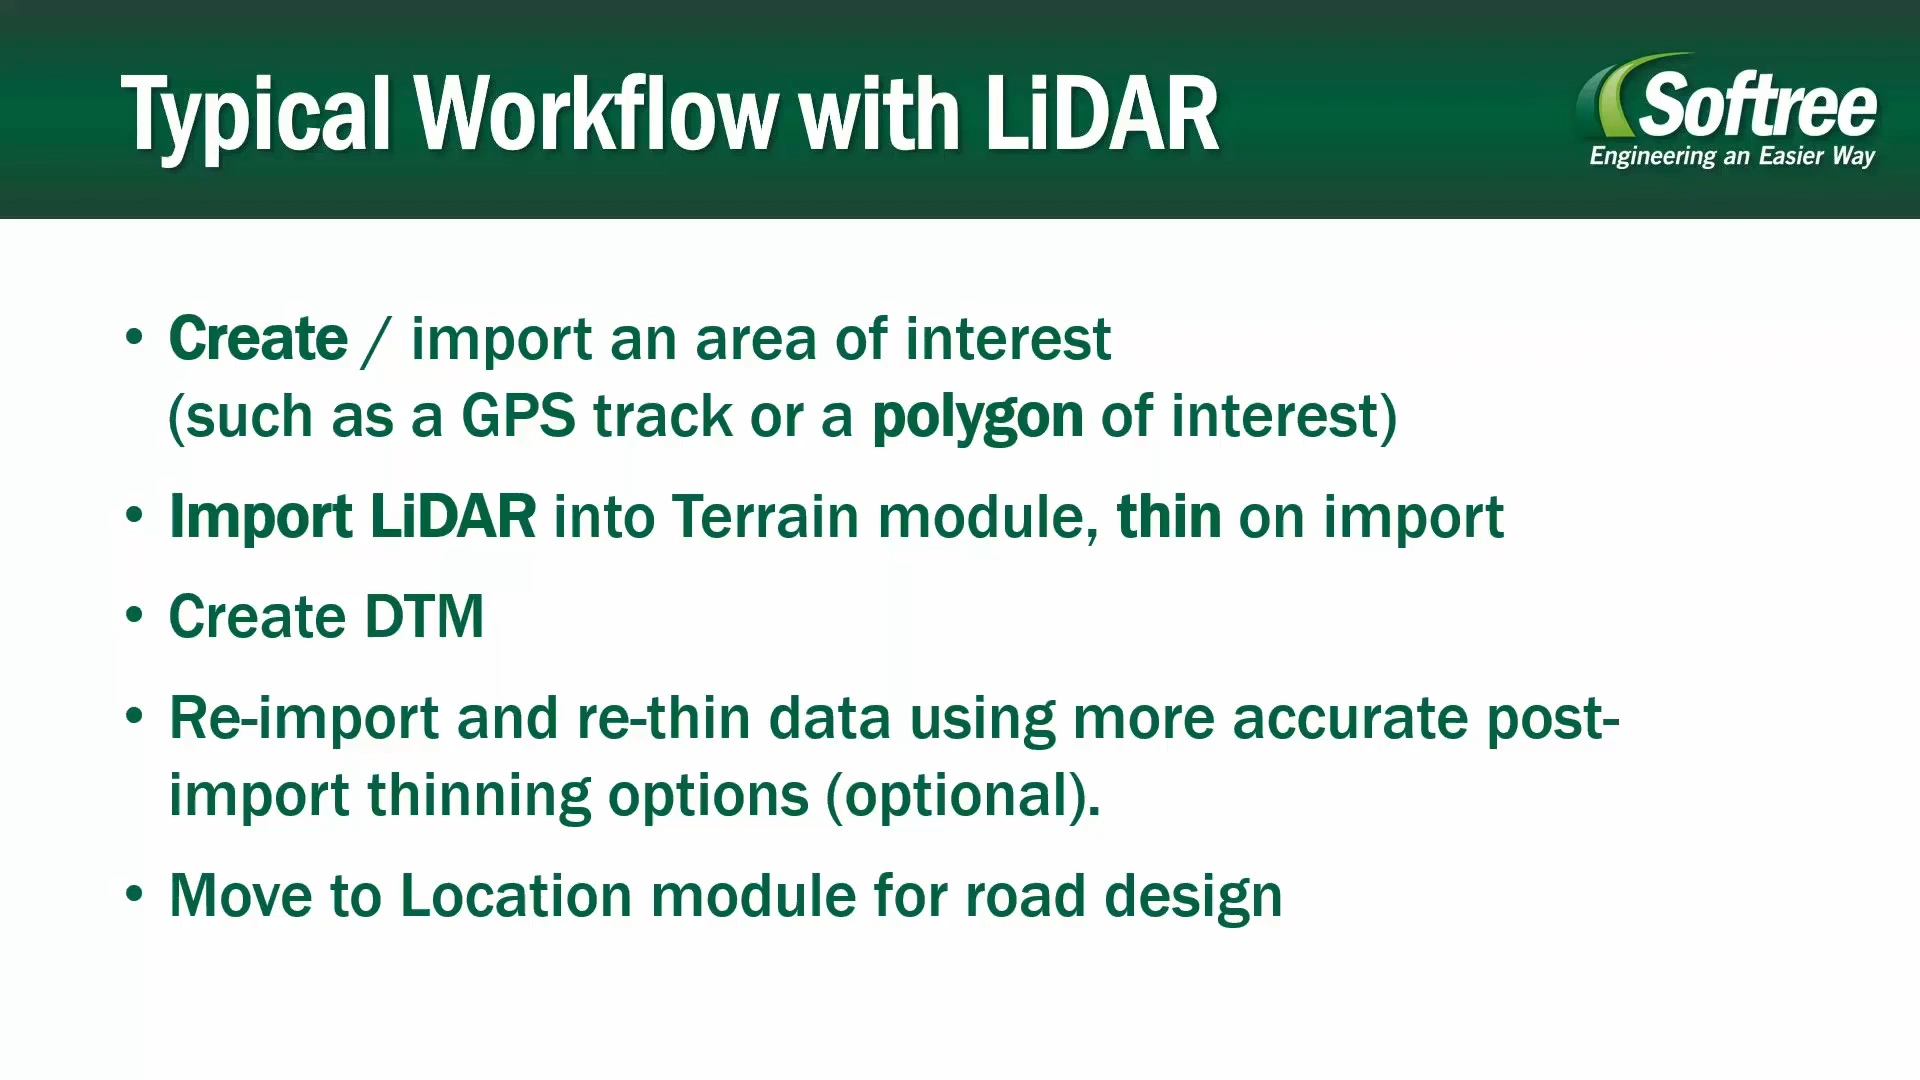 Typical Workflow with LiDAR
Softree
Engineering an Easier Way
• Create / import an area of interest
(such as a GPS track or a polygon of interest)
• Import LiDAR into Terrain module, thin on import
• Create DTM
• Re-import and re-thin data using more accurate post-
import thinning options (optional).
• Move to Location module for road design